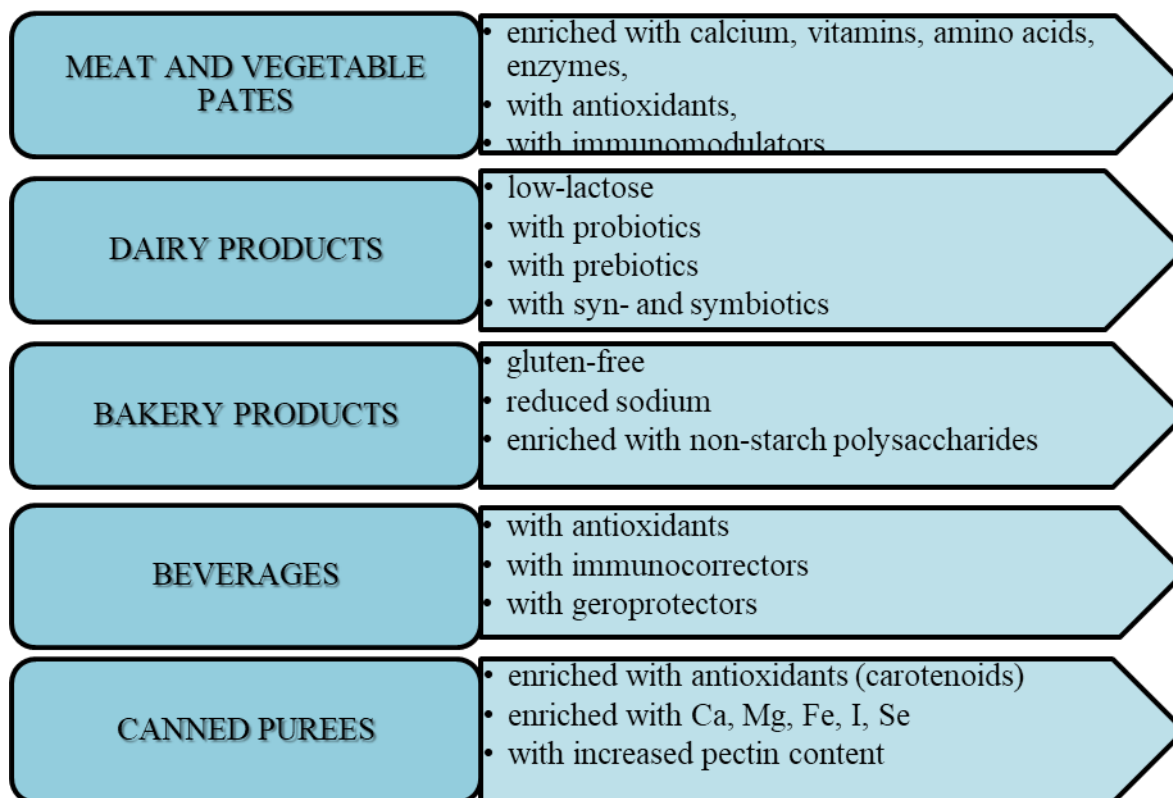 MEAT AND VEGETABLE
PATES
• enriched with calcium, vitamins, amino acids,
enzymes,
• with antioxidants,
• with immunomodulators
DAIRY PRODUCTS
• low-lactose
• with probiotics
• with prebiotics
• with syn- and symbiotics
BAKERY PRODUCTS
• gluten-free
• reduced sodium
• enriched with non-starch polysaccharides
BEVERAGES
• with antioxidants
• with immunocorrectors
• with geroprotectors
CANNED PUREES
• enriched with antioxidants (carotenoids)
• enriched with Ca, Mg, Fe, I, Se
• with increased pectin content